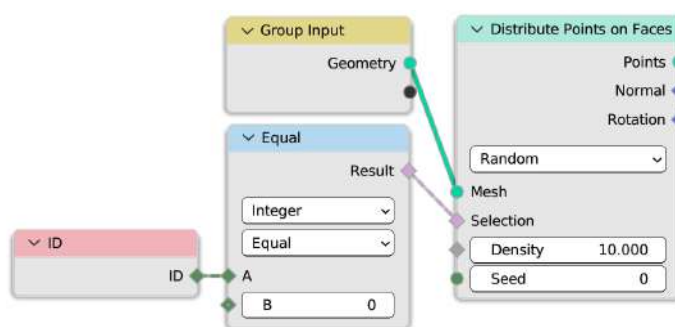 Group Input
Geometry
Distribute Points on Faces
Points
Normal
Rotation
Random
Mesh
Selection
Density 10.000
Seed 0
Equal
Result
Integer
Equal
A
B 0
ID
ID